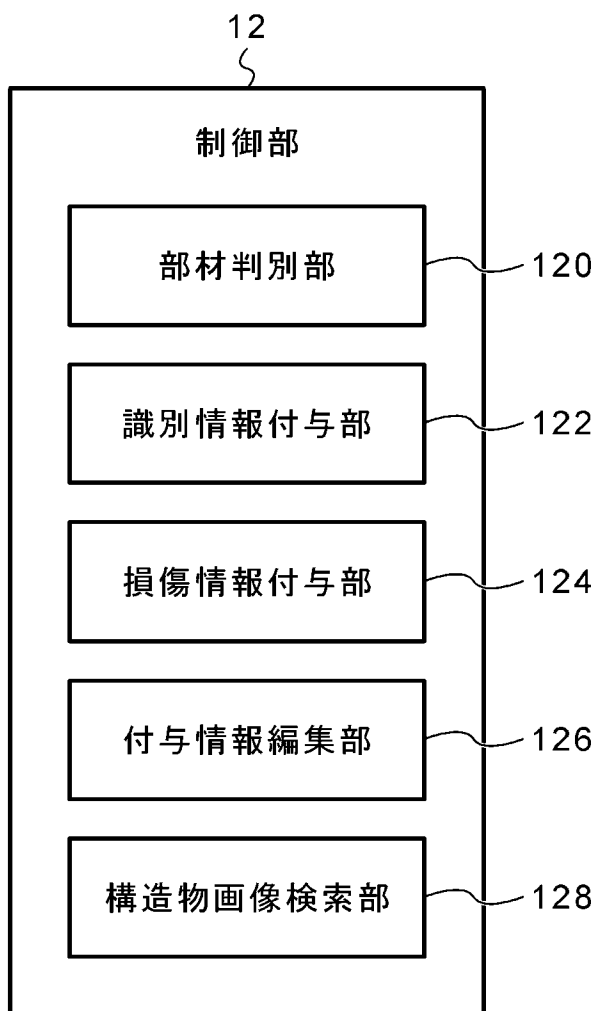 12
制御部
部材判別部
120
識別情報付与部
122
損傷情報付与部
124
付与情報編集部
126
構造物画像検索部
128